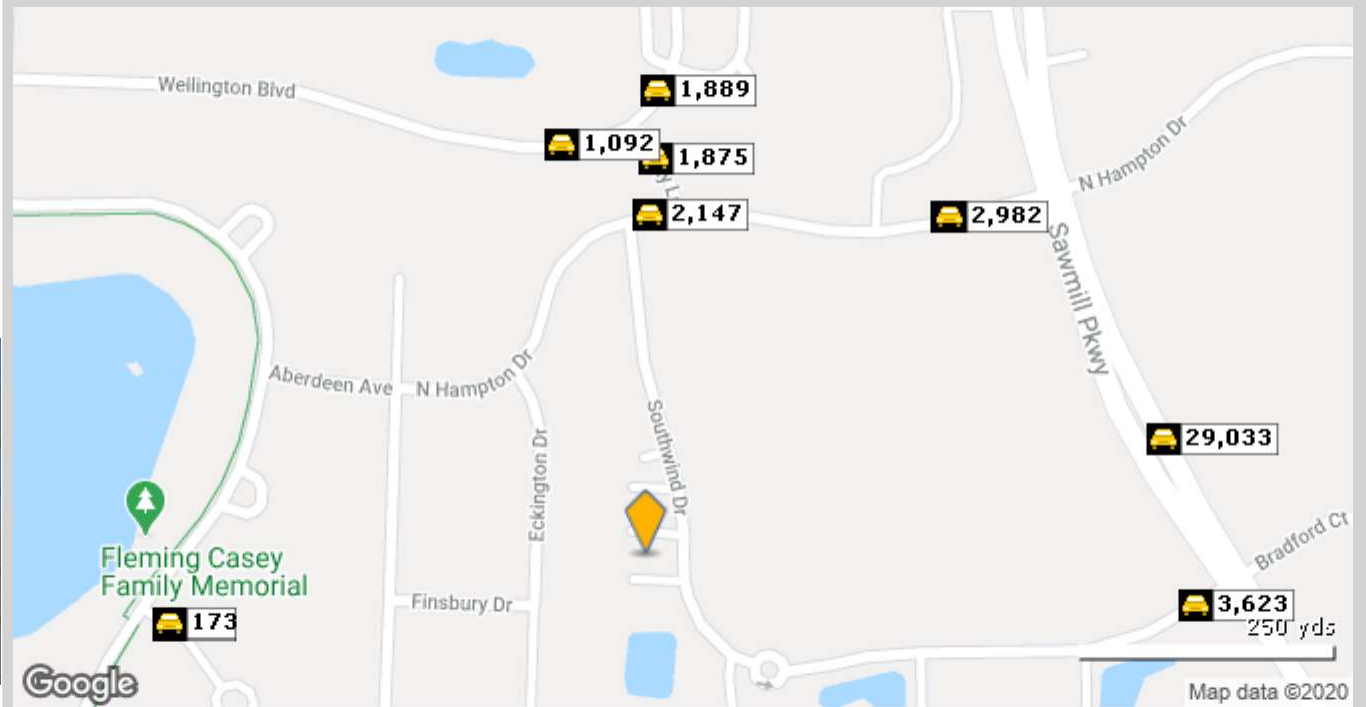 Wellington Blvd
1,889
1,092
1,875
y L
N Hampton Dr
2,147
2,982
Sawmill Pkwy
Aberdeen Ave
N Hampton Dr
Southwind Dr
Eckington Dr
29,033
Fleming Casey
Family Memorial
Bradford Ct
Finsbury Dr
3,623
173
250 yds
Google
Map data ©2020